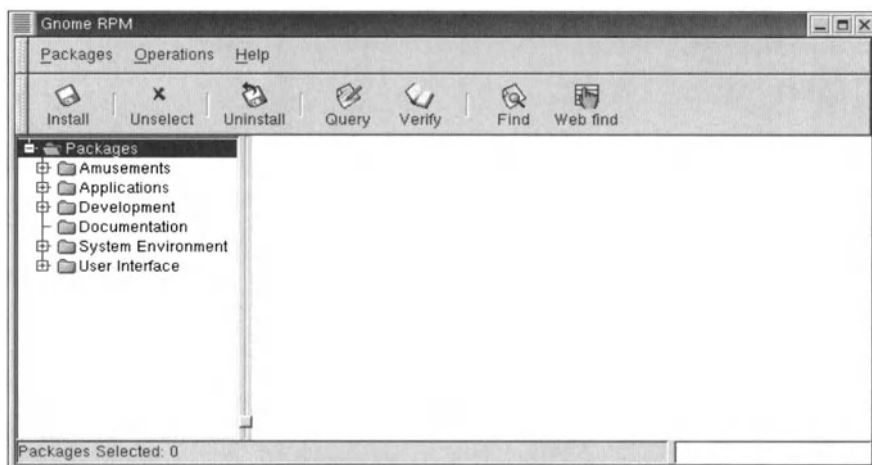 Gnome RPM
Packages Operations Help
Install Unselect Uninstall Query Verify Find Web find
Packages
Amusements
Applications
Development
Documentation
System Environment
User Interface
Packages Selected: 0